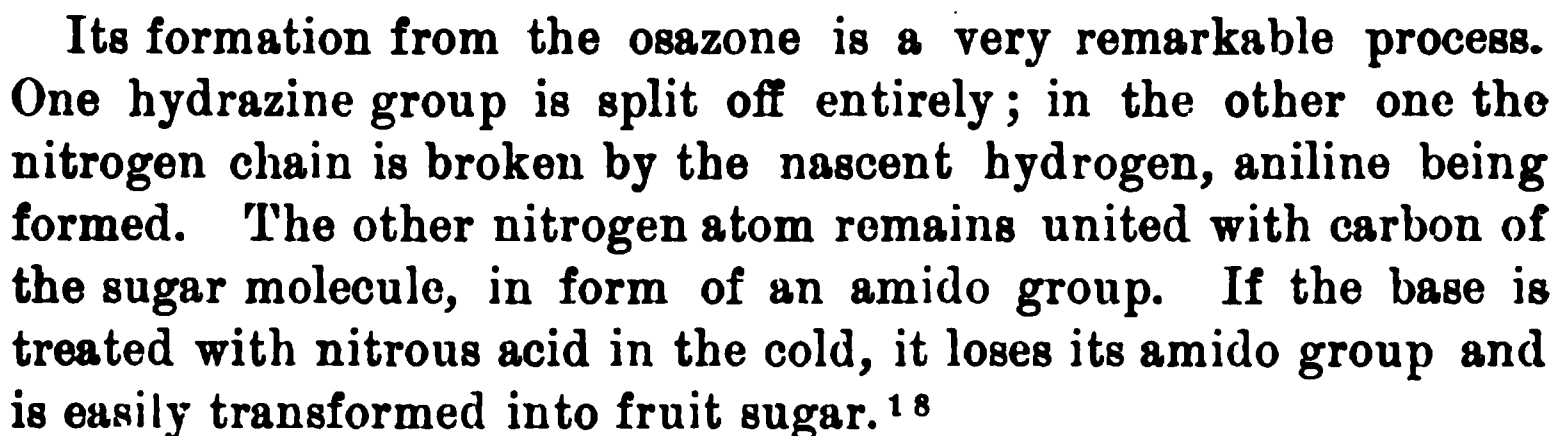 Its formation from the osazone is a very remarkable process.
One hydrazine group is split off entirely; in the other one the
nitrogen chain is broken by the nascent hydrogen, aniline being
formed. The other nitrogen atom remains united with carbon of
the sugar molecule, in form of an amido group. If the base is
treated with nitrous acid in the cold, it loses its amido group and
is easily transformed into fruit sugar.¹⁸